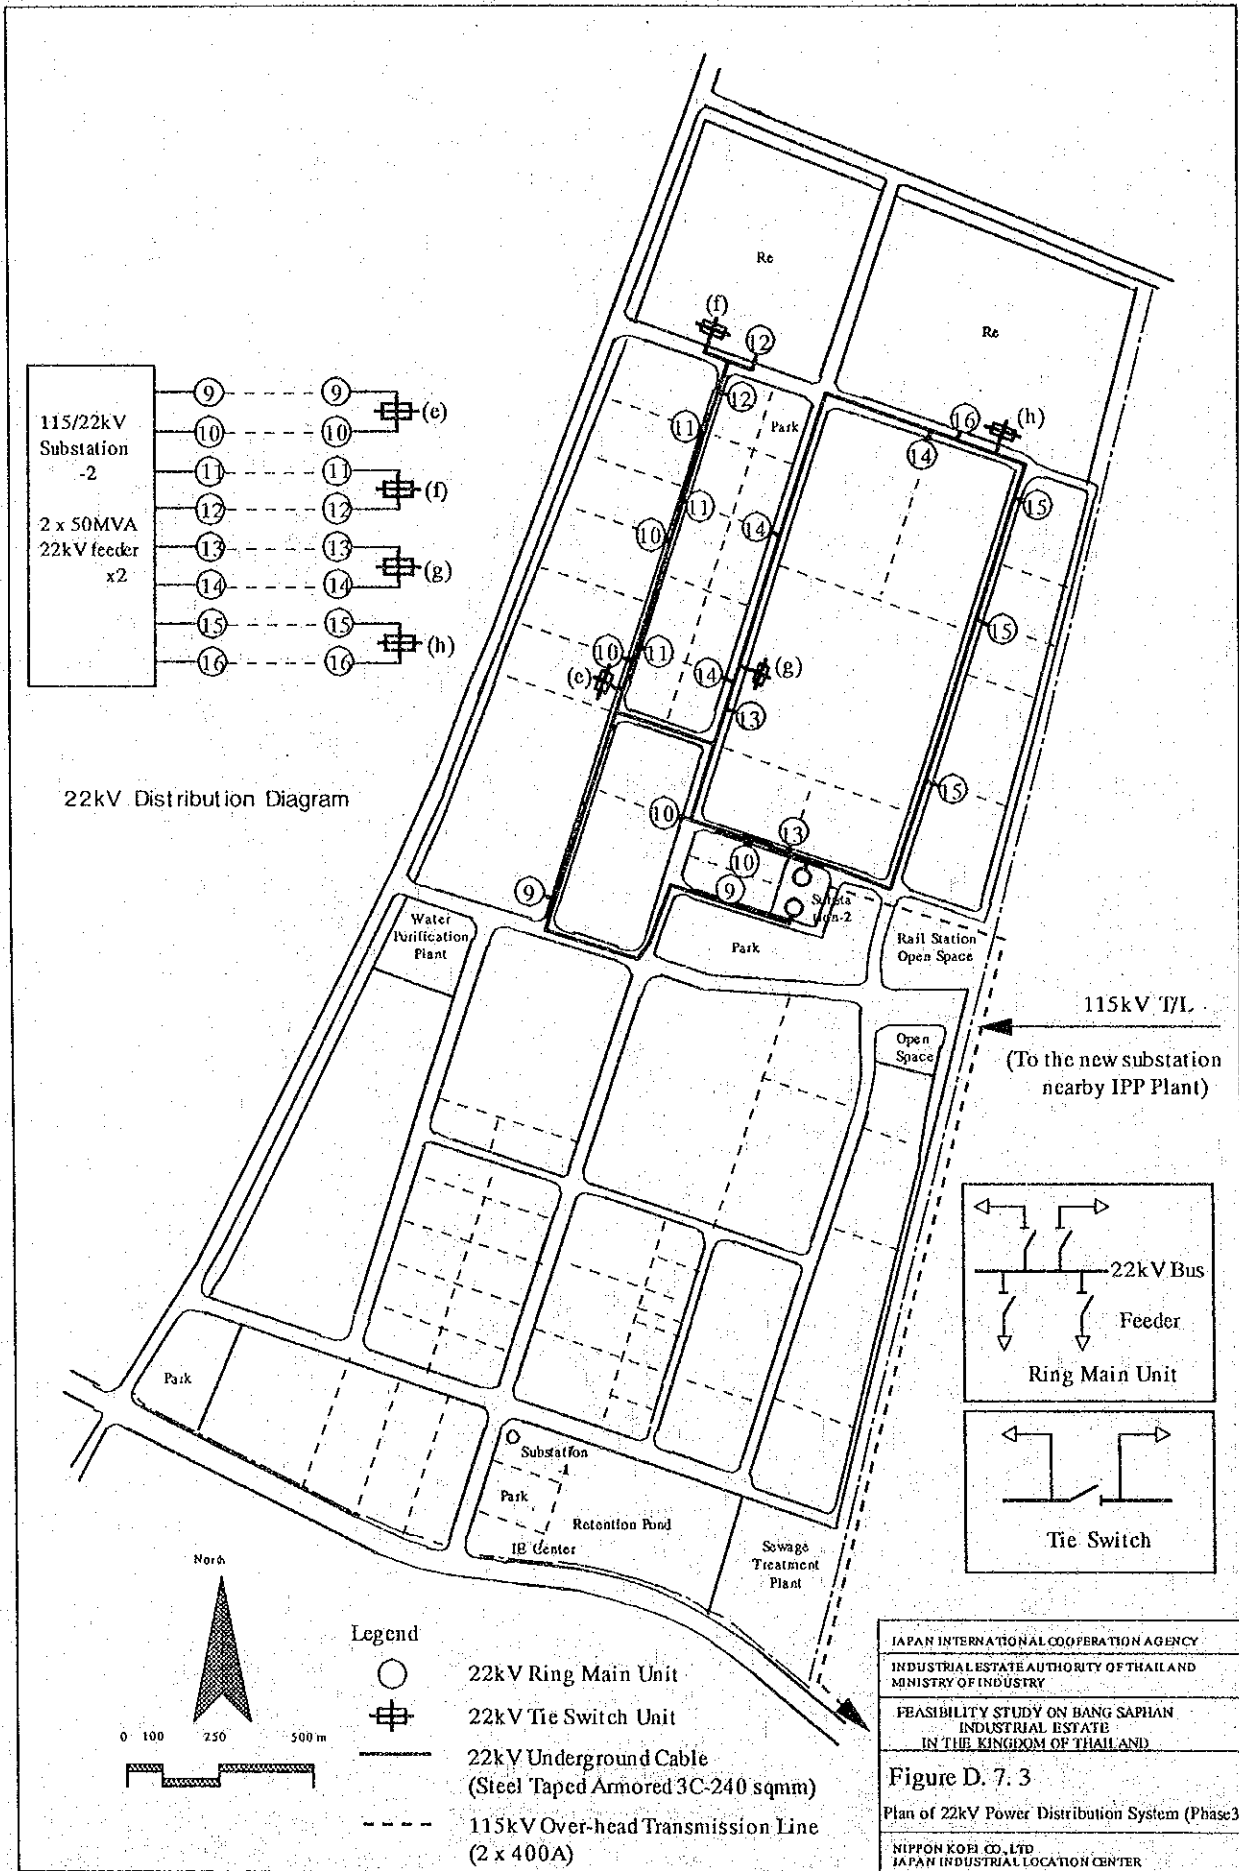 Re
Re
(f)
12
12
11
Park
16
(h)
14
15
11
14
10
15
10
11
(e)
14
(g)
13
15
10
13
10
9
9
Substa
tion-2
Water
Purification
Plant
Park
Rail Station
Open Space
Open
Space
115/22kV
Substation
-2
2 x 50MVA
22kV feeder
x2
9 9
(e)
10 10
11 11
(f)
12 12
13 13
(g)
14 14
15 15
(h)
16 16
22kV Distribution Diagram
115kV T/L
(To the new substation
nearby IPP Plant)
22kV Bus
Feeder
Ring Main Unit
Tie Switch
Park
Substation
Park
IE Center
Retention Pond
Sewage
Treatment
Plant
North
0 100 250 500 m
Legend
22kV Ring Main Unit
22kV Tie Switch Unit
22kV Underground Cable
(Steel Taped Armored 3C-240 sqmm)
115kV Over-head Transmission Line
(2 x 400A)
JAPAN INTERNATIONAL COOPERATION AGENCY
INDUSTRIAL ESTATE AUTHORITY OF THAILAND
MINISTRY OF INDUSTRY
FEASIBILITY STUDY ON BANG SAPHAN
INDUSTRIAL ESTATE
IN THE KINGDOM OF THAILAND
Figure D. 7. 3
Plan of 22kV Power Distribution System (Phase3
NIPPON KOEI CO., LTD
JAPAN INDUSTRIAL LOCATION CENTER